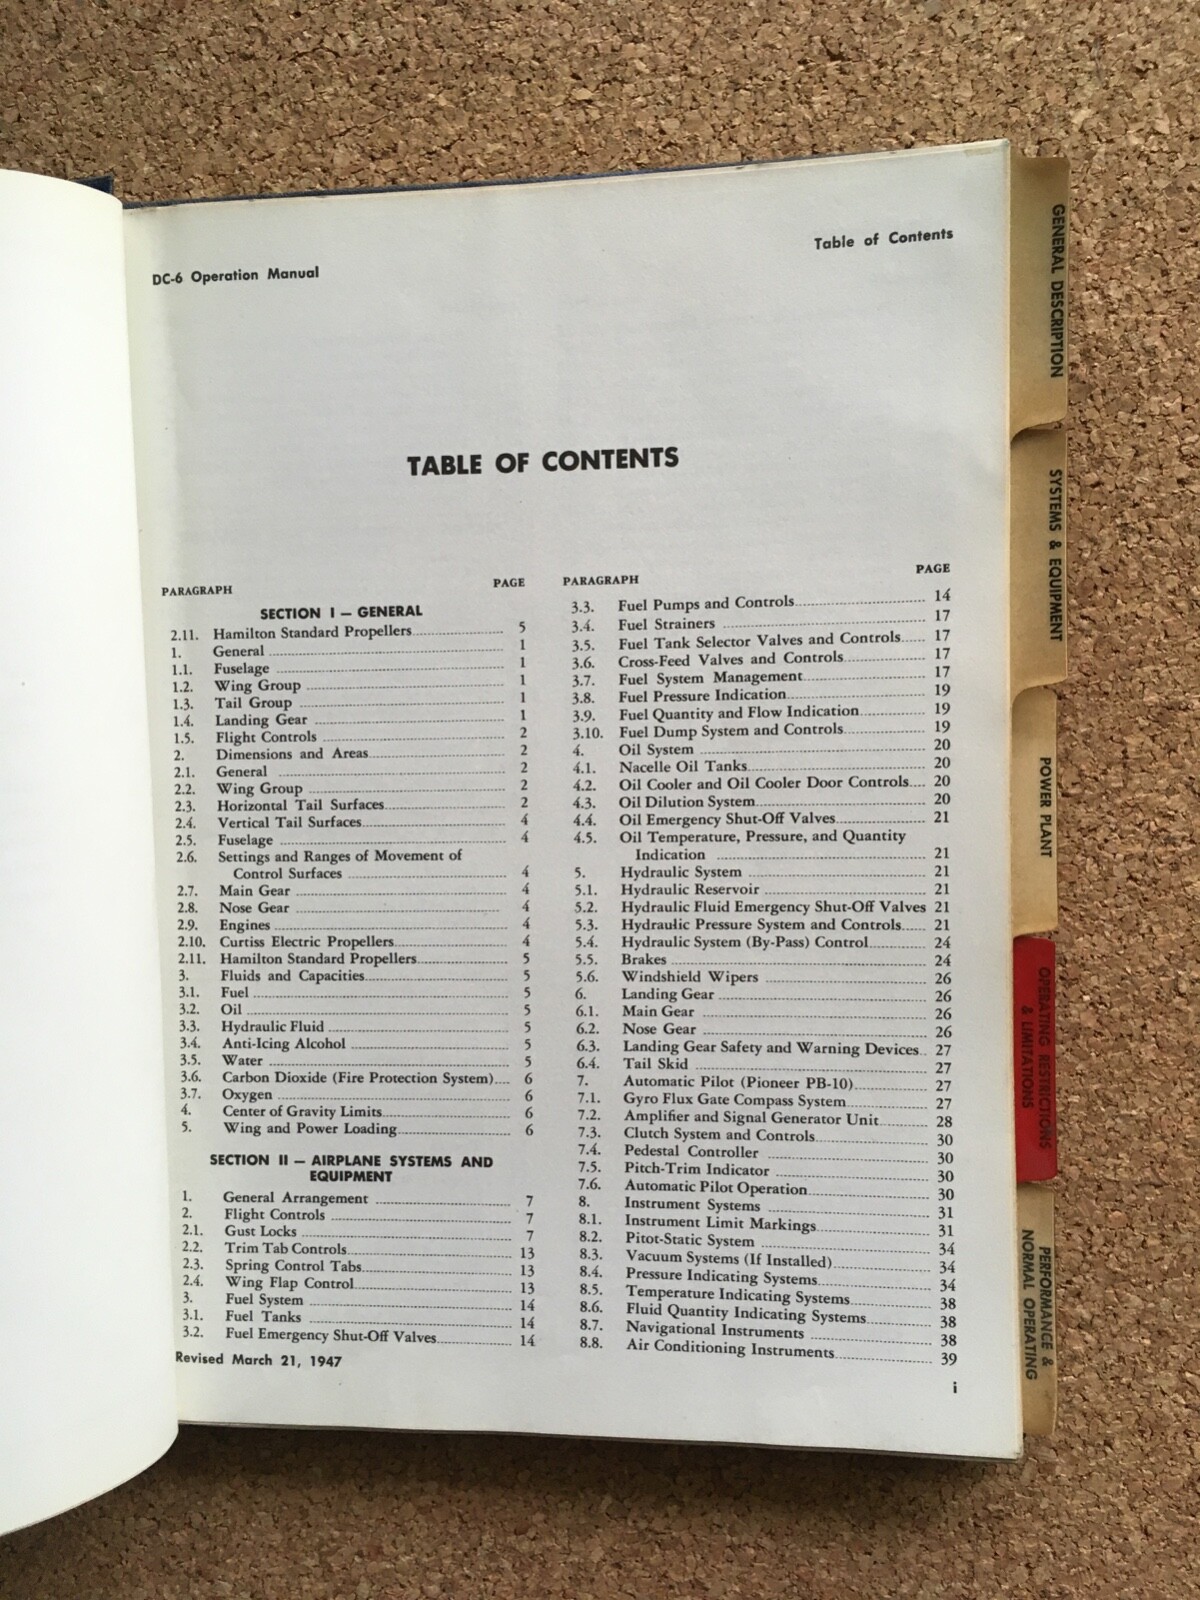 DC-6 Operation Manual
Table of Contents
TABLE OF CONTENTS
PARAGRAPH PAGE
SECTION I — GENERAL
2.11. Hamilton Standard Propellers 5
1. General 1
1.1. Fuselage 1
1.2. Wing Group 1
1.3. Tail Group 1
1.4. Landing Gear 1
1.5. Flight Controls 2
2. Dimensions and Areas 2
2.1. General 2
2.2. Wing Group 2
2.3. Horizontal Tail Surfaces 2
2.4. Vertical Tail Surfaces 4
2.5. Fuselage 4
2.6. Settings and Ranges of Movement of
Control Surfaces 4
2.7. Main Gear 4
2.8. Nose Gear 4
2.9. Engines 4
2.10. Curtiss Electric Propellers 4
2.11. Hamilton Standard Propellers 5
3. Fluids and Capacities 5
3.1. Fuel 5
3.2. Oil 5
3.3. Hydraulic Fluid 5
3.4. Anti-Icing Alcohol 5
3.5. Water 5
3.6. Carbon Dioxide (Fire Protection System) 6
3.7. Oxygen 6
4. Center of Gravity Limits 6
5. Wing and Power Loading 6
SECTION II — AIRPLANE SYSTEMS AND
EQUIPMENT
1. General Arrangement 7
2. Flight Controls 7
2.1. Gust Locks 7
2.2. Trim Tab Controls 13
2.3. Spring Control Tabs 13
2.4. Wing Flap Control 13
3. Fuel System 14
3.1. Fuel Tanks 14
3.2. Fuel Emergency Shut-Off Valves 14
Revised March 21, 1947
PARAGRAPH PAGE
3.3. Fuel Pumps and Controls 14
3.4. Fuel Strainers 17
3.5. Fuel Tank Selector Valves and Controls 17
3.6. Cross-Feed Valves and Controls 17
3.7. Fuel System Management 17
3.8. Fuel Pressure Indication 19
3.9. Fuel Quantity and Flow Indication 19
3.10. Fuel Dump System and Controls 19
4. Oil System 20
4.1. Nacelle Oil Tanks 20
4.2. Oil Cooler and Oil Cooler Door Controls 20
4.3. Oil Dilution System 20
4.4. Oil Emergency Shut-Off Valves 21
4.5. Oil Temperature, Pressure, and Quantity
Indication 21
5. Hydraulic System 21
5.1. Hydraulic Reservoir 21
5.2. Hydraulic Fluid Emergency Shut-Off Valves 21
5.3. Hydraulic Pressure System and Controls 21
5.4. Hydraulic System (By-Pass) Control 24
5.5. Brakes 24
5.6. Windshield Wipers 26
6. Landing Gear 26
6.1. Main Gear 26
6.2. Nose Gear 26
6.3. Landing Gear Safety and Warning Devices 27
6.4. Tail Skid 27
7. Automatic Pilot (Pioneer PB-10) 27
7.1. Gyro Flux Gate Compass System 27
7.2. Amplifier and Signal Generator Unit 28
7.3. Clutch System and Controls 30
7.4. Pedestal Controller 30
7.5. Pitch-Trim Indicator 30
7.6. Automatic Pilot Operation 30
8. Instrument Systems 31
8.1. Instrument Limit Markings 31
8.2. Pitot-Static System 34
8.3. Vacuum Systems (If Installed) 34
8.4. Pressure Indicating Systems 34
8.5. Temperature Indicating Systems 38
8.6. Fluid Quantity Indicating Systems 38
8.7. Navigational Instruments 38
8.8. Air Conditioning Instruments 39
i
GENERAL DESCRIPTION
SYSTEMS & EQUIPMENT
POWER PLANT
OPERATING RESTRICTIONS
& LIMITATIONS
PERFORMANCE &
NORMAL OPERATING